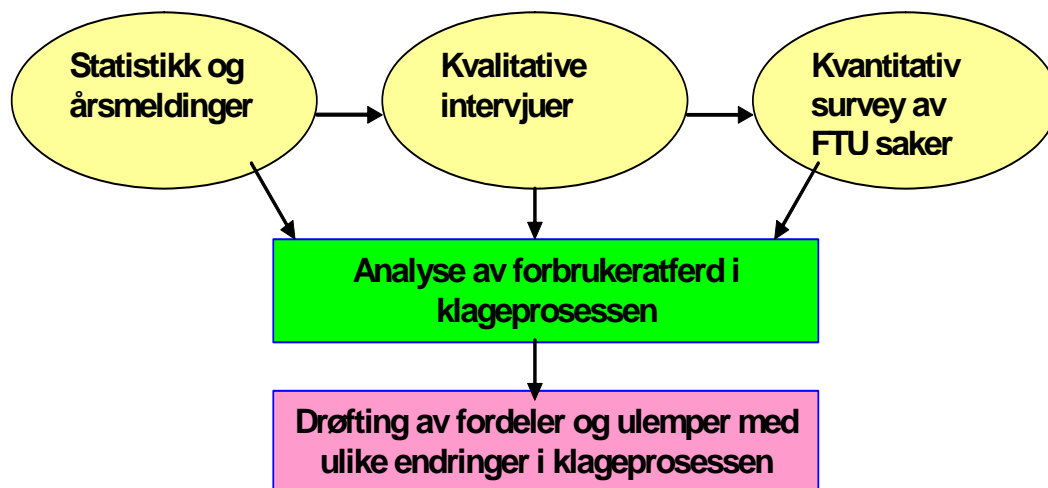 Statistikk og
årsmeldinger
Kvalitative
intervjuer
Kvantitativ
survey av
FTU saker
Analyse av forbrukeratferd i
klageprosessen
Drøfting av fordeler og ulemper med
ulike endringer i klageprosessen